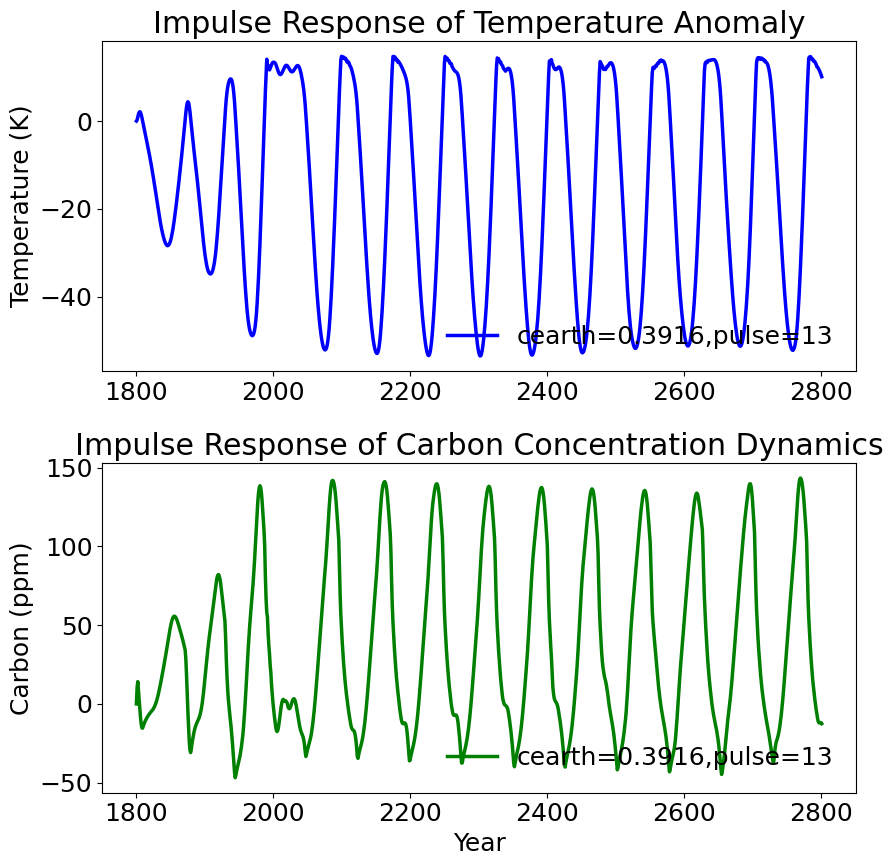 Impulse Response of Temperature Anomaly
Temperature (K)
0
−20
−40
1800 2000 2200 2400 2600 2800
cearth=0.3916,pulse=13
Impulse Response of Carbon Concentration Dynamics
Carbon (ppm)
150
100
50
0
−50
1800 2000 2200 2400 2600 2800
cearth=0.3916,pulse=13
Year